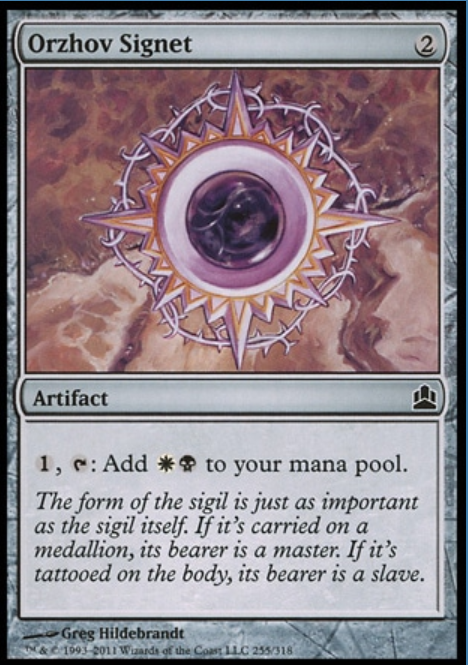 Orzhov Signet 2
Artifact
1, : Add to your mana pool.
The form of the sigil is just as important
as the sigil itself. If it's carried on a
medallion, its bearer is a master. If it's
tattooed on the body, its bearer is a slave.
Greg Hildebrandt
™ & © 1993–2011 Wizards of the Coast LLC 255/318